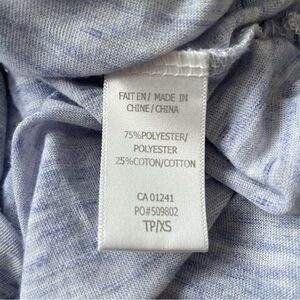 FAIT EN/ MADE IN
CHINE/CHINA
75%POLYESTER/
POLYESTER
25%COTON/COTTON
CA 01241
PO#509802
TP/XS